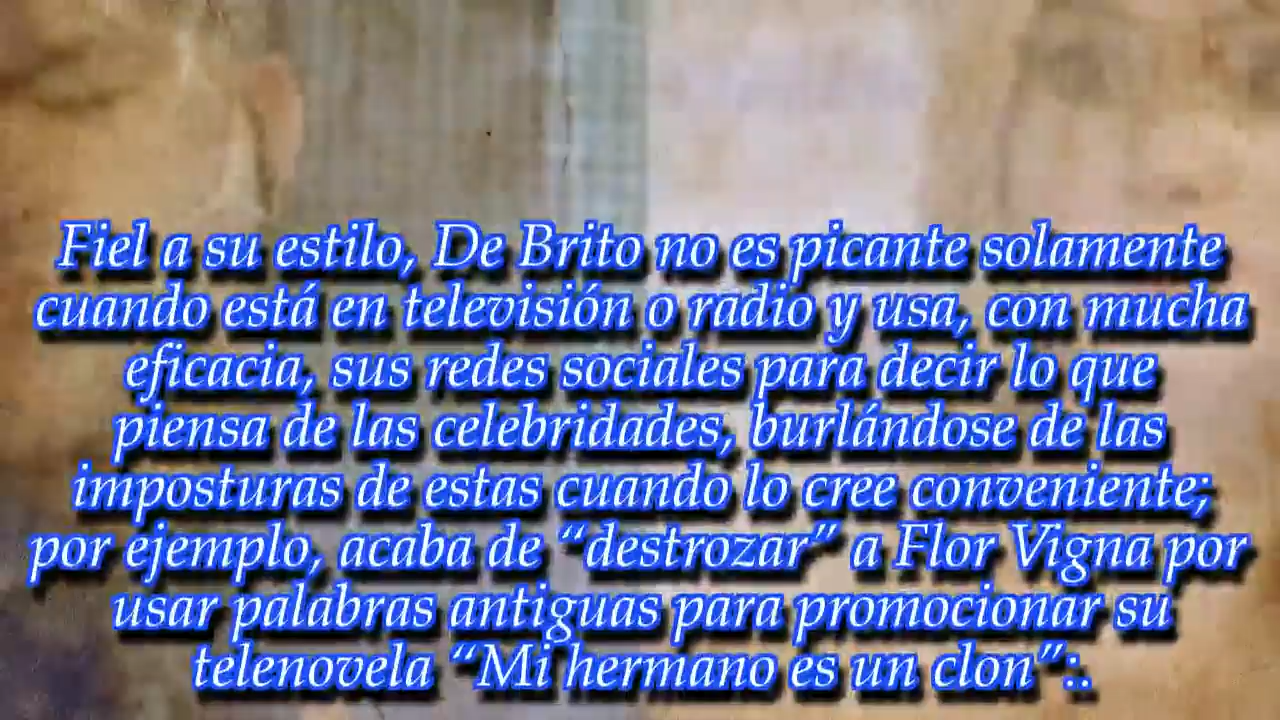 Fiel a su estilo, De Brito no es picante solamente
cuando está en televisión o radio y usa, con mucha
eficacia, sus redes sociales para decir lo que
piensa de las celebridades, burlándose de las
imposturas de estas cuando lo cree conveniente;
por ejemplo, acaba de “destrozar” a Flor Vigna por
usar palabras antiguas para promocionar su
telenovela “Mi hermano es un clon”:.